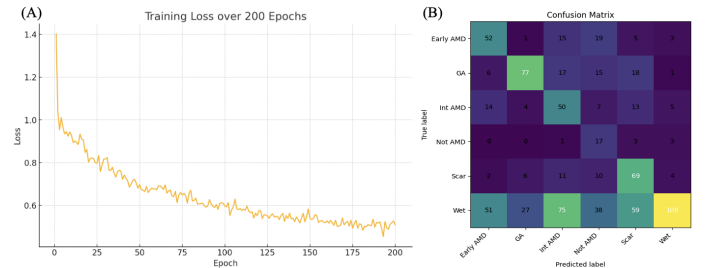 (A)
Training Loss over 200 Epochs
1.4
1.2
1.0
0.8
0.6
Loss
0 25 50 75 100 125 150 175 200
Epoch
(B)
Confusion Matrix
True label
Early AMD 52 1 15 19 5
GA 6 77 17 15 18 1
Int AMD 14 4 50 7 13 5
Not AMD 1 17
Scar 2 6 11 10 69 4
Wet 51 27 75 38 59
Early AMD GA Int AMD Not AMD Scar Wet
Predicted label